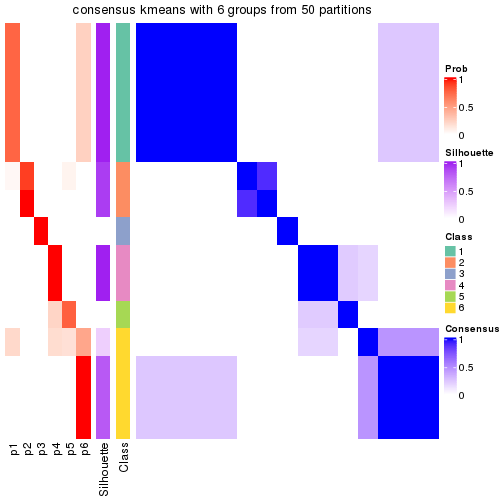 consensus kmeans with 6 groups from 50 partitions
Prob
1
0.5
0
Silhouette
1
0.5
0
Class
1
2
3
4
5
6
Consensus
1
0.5
0
p1
p2
p3
p4
p5
p6
Silhouette
Class